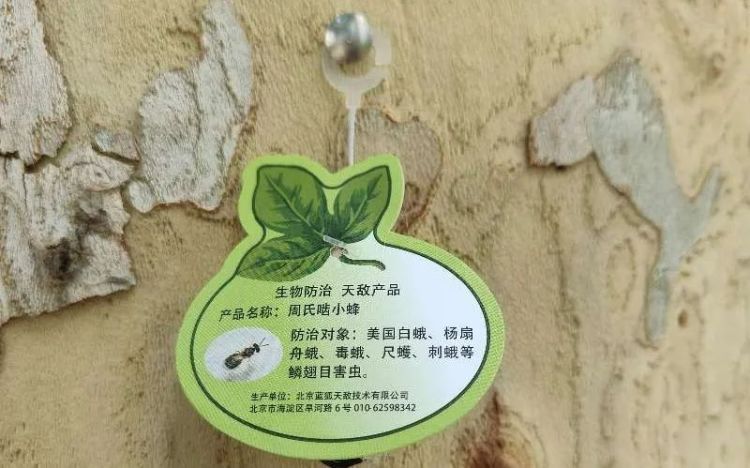 生物防治 天敌产品
产品名称：周氏啮小蜂
防治对象：美国白蛾、杨扇
舟蛾、毒蛾、尺蠖、刺蛾等
鳞翅目害虫。
生产单位：北京蓝狐天敌技术有限公司
北京市海淀区旱河路 6 号 010-62598342